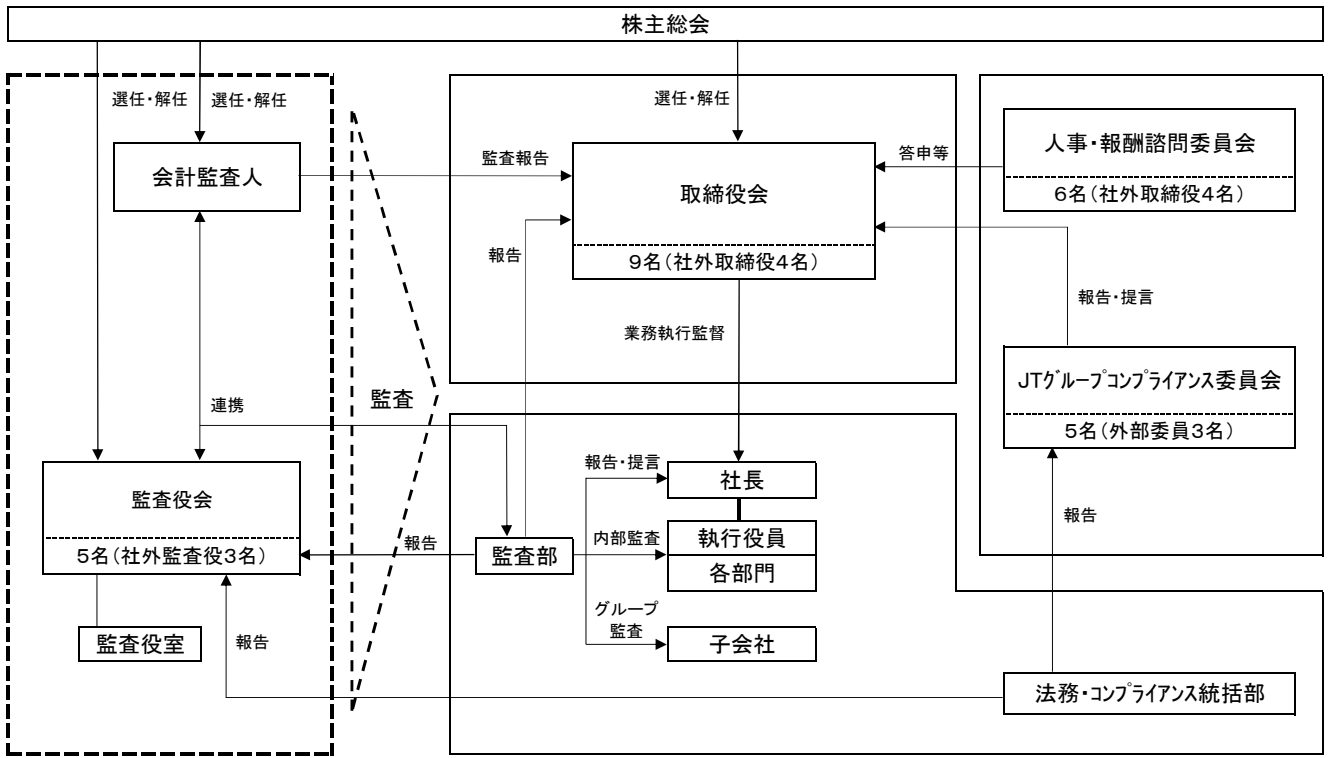 株主総会
選任・解任
選任・解任
選任・解任
会計監査人
監査報告
取締役会
9名(社外取締役4名)
答申等
人事・報酬諮問委員会
6名(社外取締役4名)
報告
報告・提言
業務執行監督
JTｸﾞﾙｰﾌﾟｺﾝﾌﾟﾗｲｱﾝｽ委員会
5名(外部委員3名)
連携
監査
監査役会
5名(社外監査役3名)
報告・提言
社長
報告
監査部
内部監査
執行役員
各部門
報告
グループ
監査
子会社
監査役室
報告
法務・ｺﾝﾌﾟﾗｲｱﾝｽ統括部